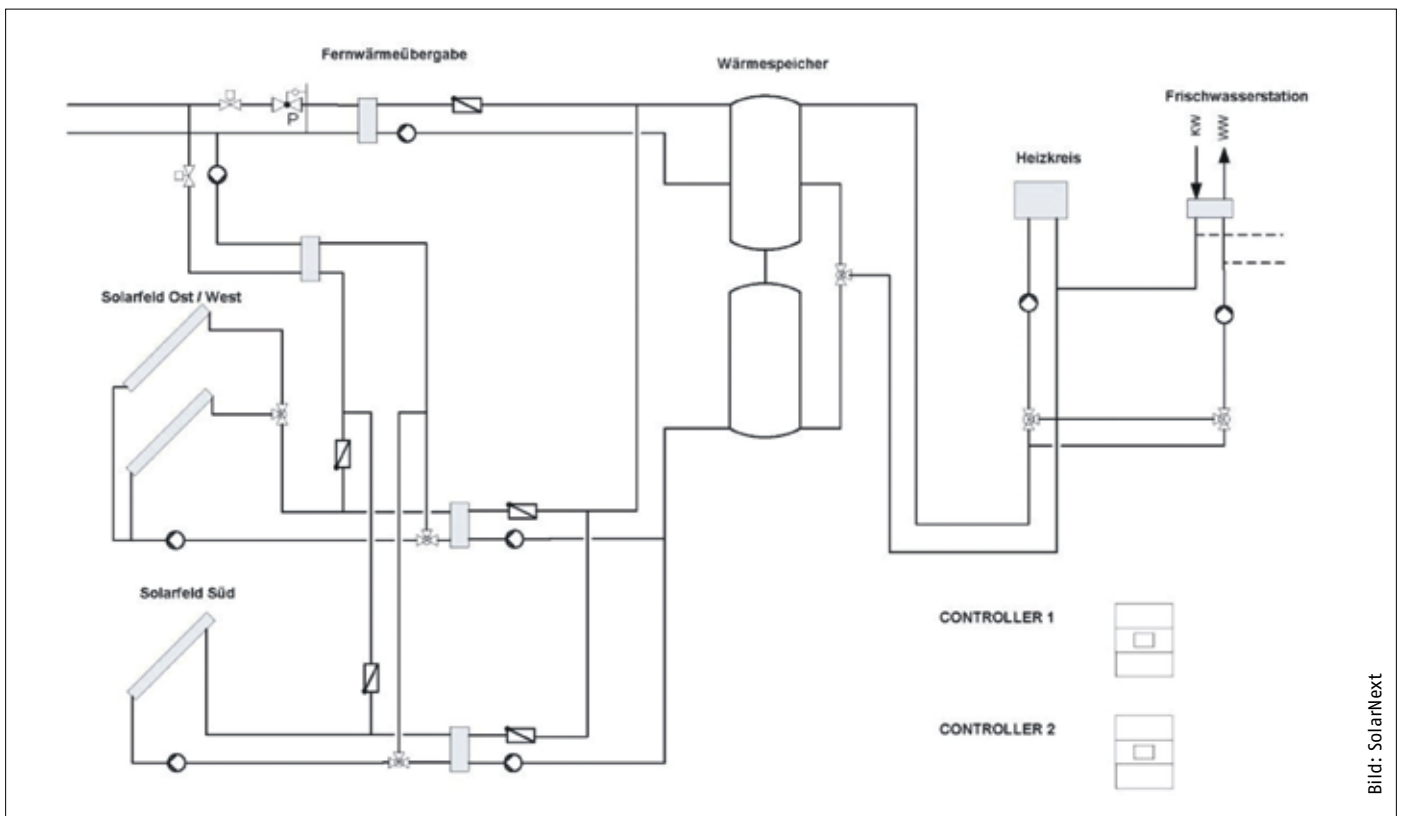 Fernwärmeübergabe
Wärmespeicher
Frischwasserstation
KW
WW
P
Heizkreis
Solarfeld Ost / West
Solarfeld Süd
CONTROLLER 1
CONTROLLER 2
Bild: SolarNext